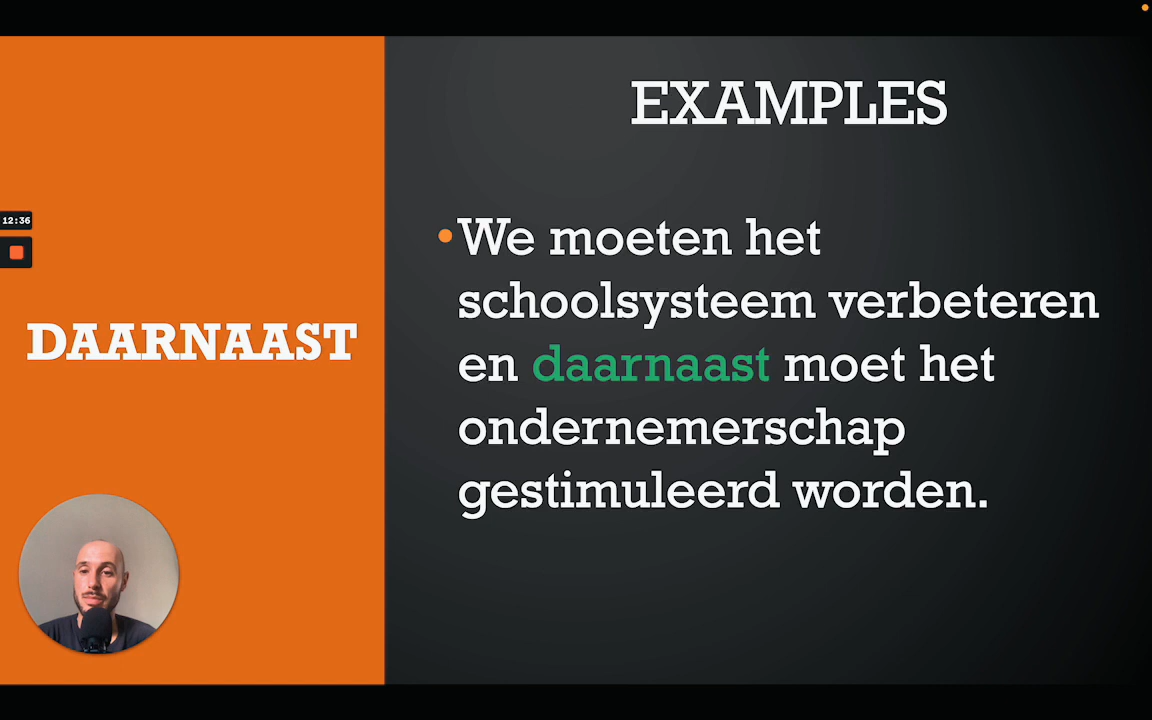 EXAMPLES
12:36
DAARNAAST
•We moeten het
schoolsysteem verbeteren
en daarnaast moet het
ondernemerschap
gestimuleerd worden.